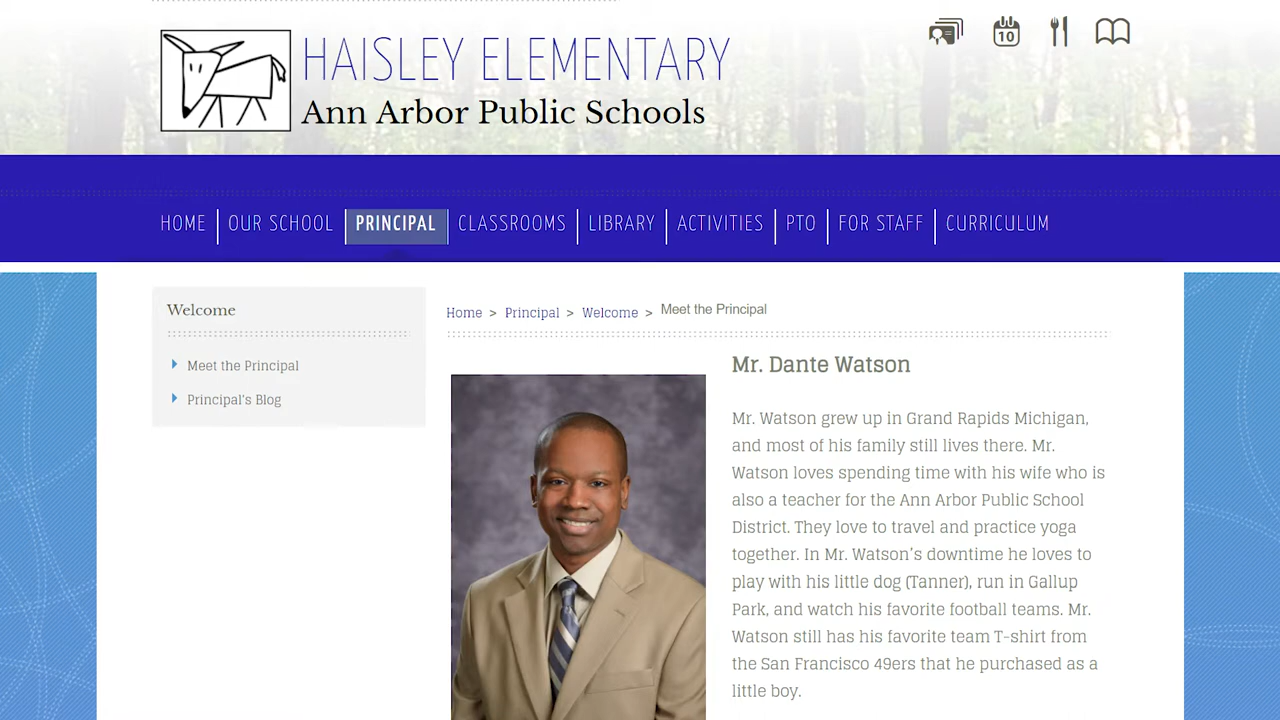 10
HAISLEY ELEMENTARY
Ann Arbor Public Schools
HOME
OUR SCHOOL
PRINCIPAL
CLASSROOMS
LIBRARY
ACTIVITIES
PTO
FOR STAFF
CURRICULUM
Welcome
Meet the Principal
Principal's Blog
Home > Principal > Welcome > Meet the Principal
Mr. Dante Watson
Mr. Watson grew up in Grand Rapids Michigan,
and most of his family still lives there. Mr.
Watson loves spending time with his wife who is
also a teacher for the Ann Arbor Public School
District. They love to travel and practice yoga
together. In Mr. Watson's downtime he loves to
play with his little dog (Tanner), run in Gallup
Park, and watch his favorite football teams. Mr.
Watson still has his favorite team T-shirt from
the San Francisco 49ers that he purchased as a
little boy.